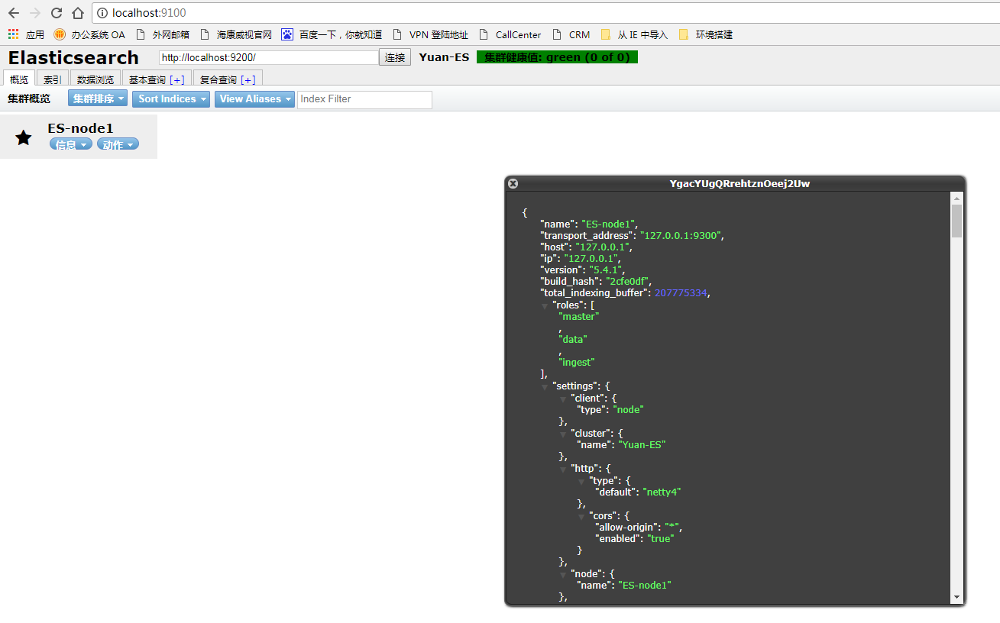 localhost:9100
应用 办公系统 OA 外网邮箱 海康威视官网 百度一下，你就知道 VPN 登陆地址 CallCenter CRM 从 IE 中导入 环境搭建
Elasticsearch http://localhost:9200/ 连接 Yuan-ES 集群健康值: green (0 of 0)
概览 索引 数据浏览 基本查询 [+] 复合查询 [+]
集群概览 集群排序 Sort Indices View Aliases Index Filter
ES-node1
信息 动作
YgacYUgQRrehtznOeej2Uw
{
"name": "ES-node1",
"transport_address": "127.0.0.1:9300",
"host": "127.0.0.1",
"ip": "127.0.0.1",
"version": "5.4.1",
"build_hash": "2cfe0df",
"total_indexing_buffer": 207775334,
"roles": [
"master"
,
"data"
,
"ingest"
],
"settings": {
"client": {
"type": "node"
},
"cluster": {
"name": "Yuan-ES"
},
"http": {
"type": {
"default": "netty4"
},
"cors": {
"allow-origin": "*",
"enabled": "true"
}
},
"node": {
"name": "ES-node1"
},